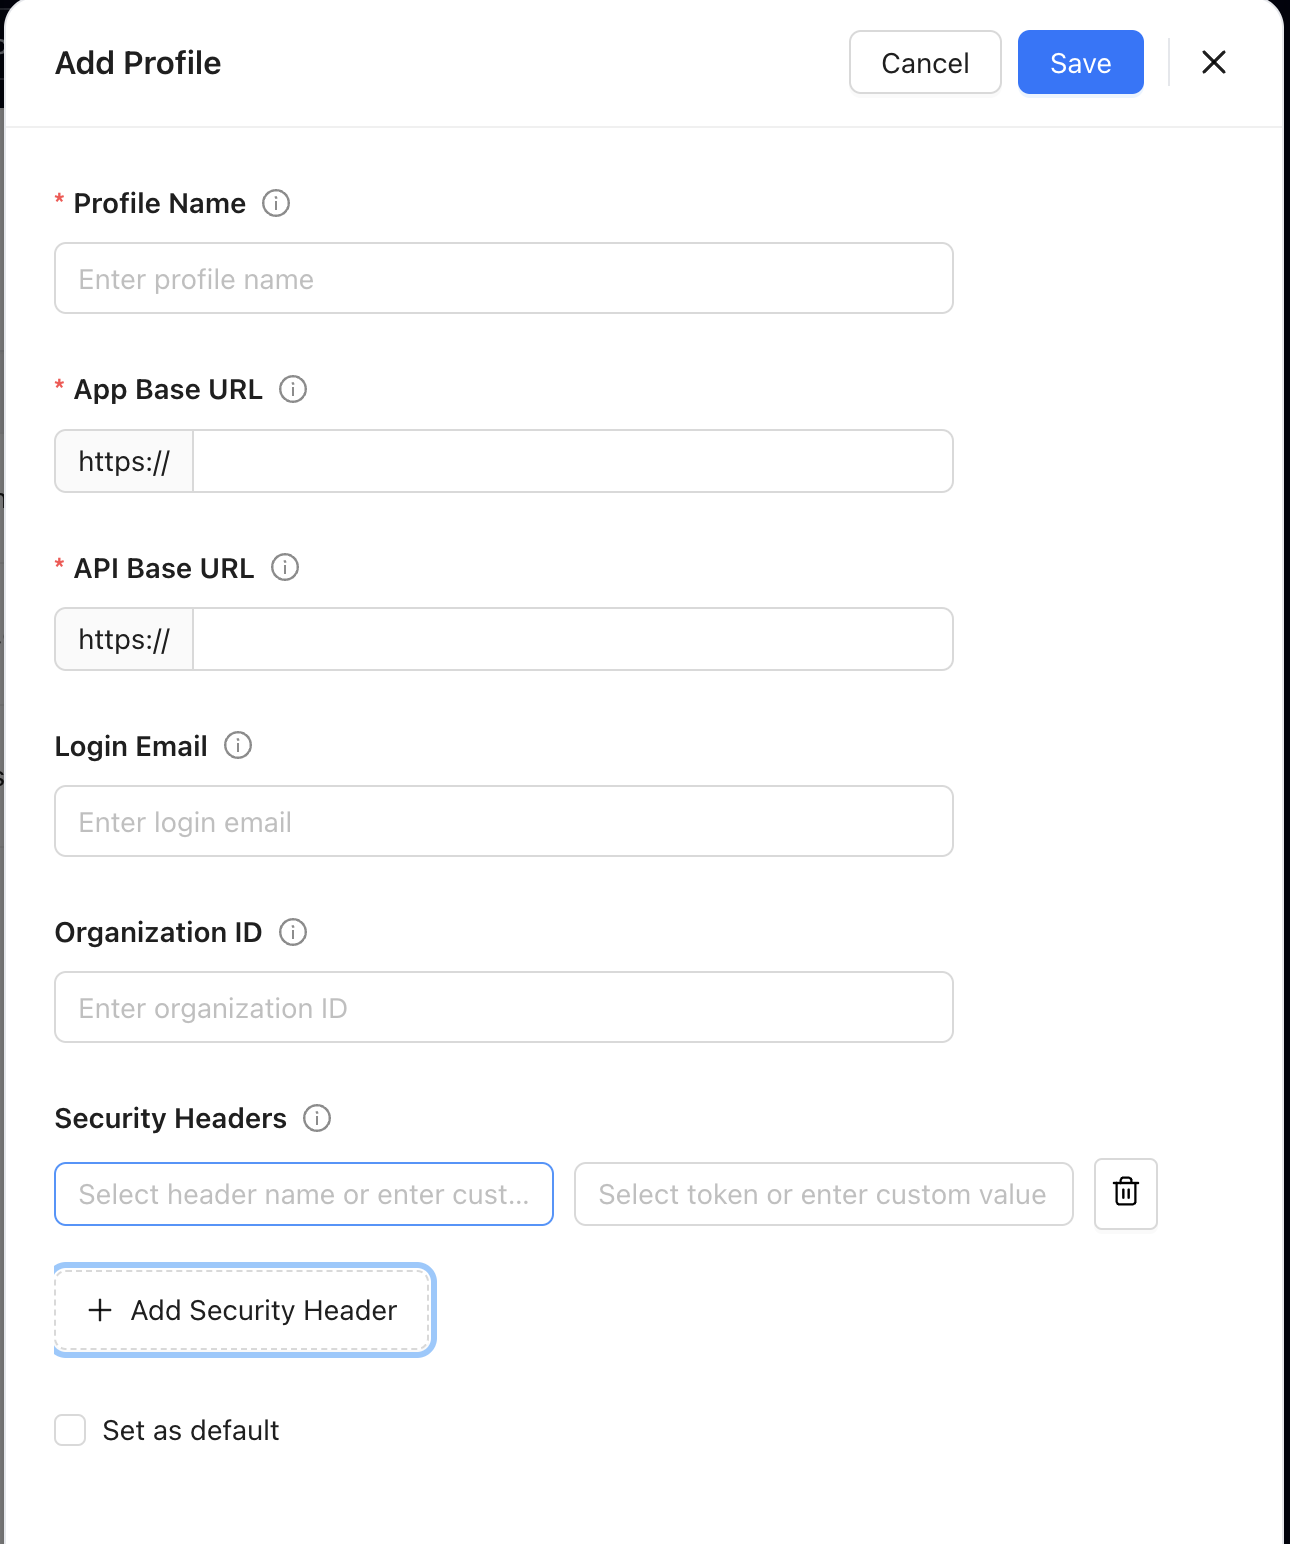 Add Profile
Cancel
Save
* Profile Name
Enter profile name
* App Base URL
https://
* API Base URL
https://
Login Email
Enter login email
Organization ID
Enter organization ID
Security Headers
Select header name or enter cust...
Select token or enter custom value
+ Add Security Header
Set as default